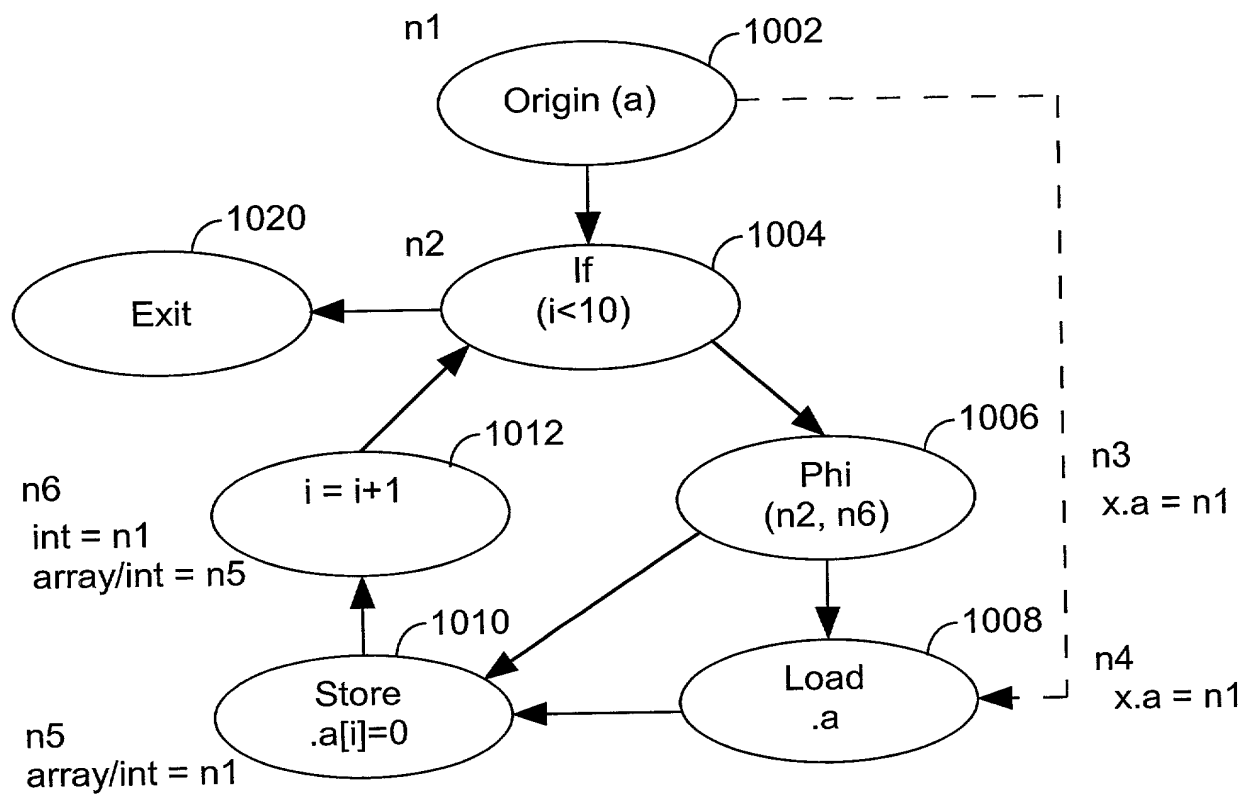 n1
1002
Origin (a)
1020
n2
1004
If
(i<10)
Exit
1006
1012
n3
x.a = n1
Phi
(n2, n6)
n6
int = n1
array/int = n5
i = i+1
1010
1008
n4
x.a = n1
Load
.a
Store
.a[i]=0
n5
array/int = n1